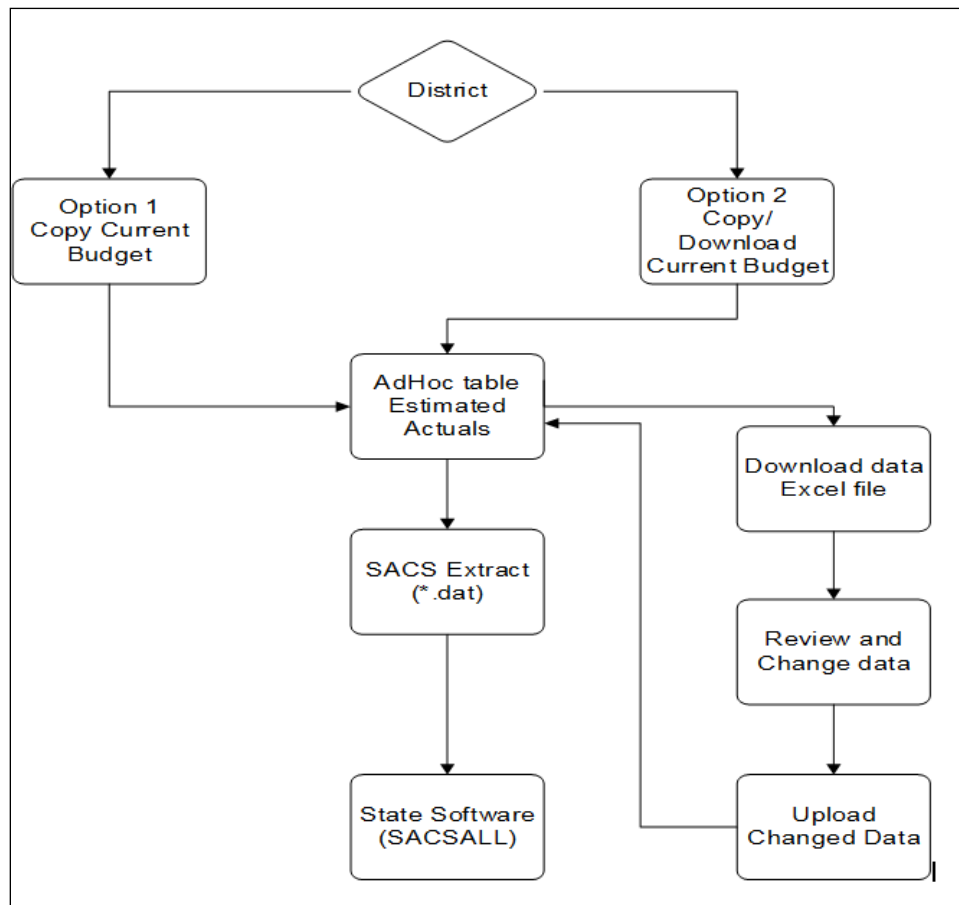 District
Option 1
Copy Current
Budget
Option 2
Copy/
Download
Current Budget
AdHoc table
Estimated
Actuals
Download data
Excel file
SACS Extract
(*.dat)
Review and
Change data
State Software
(SACSALL)
Upload
Changed Data